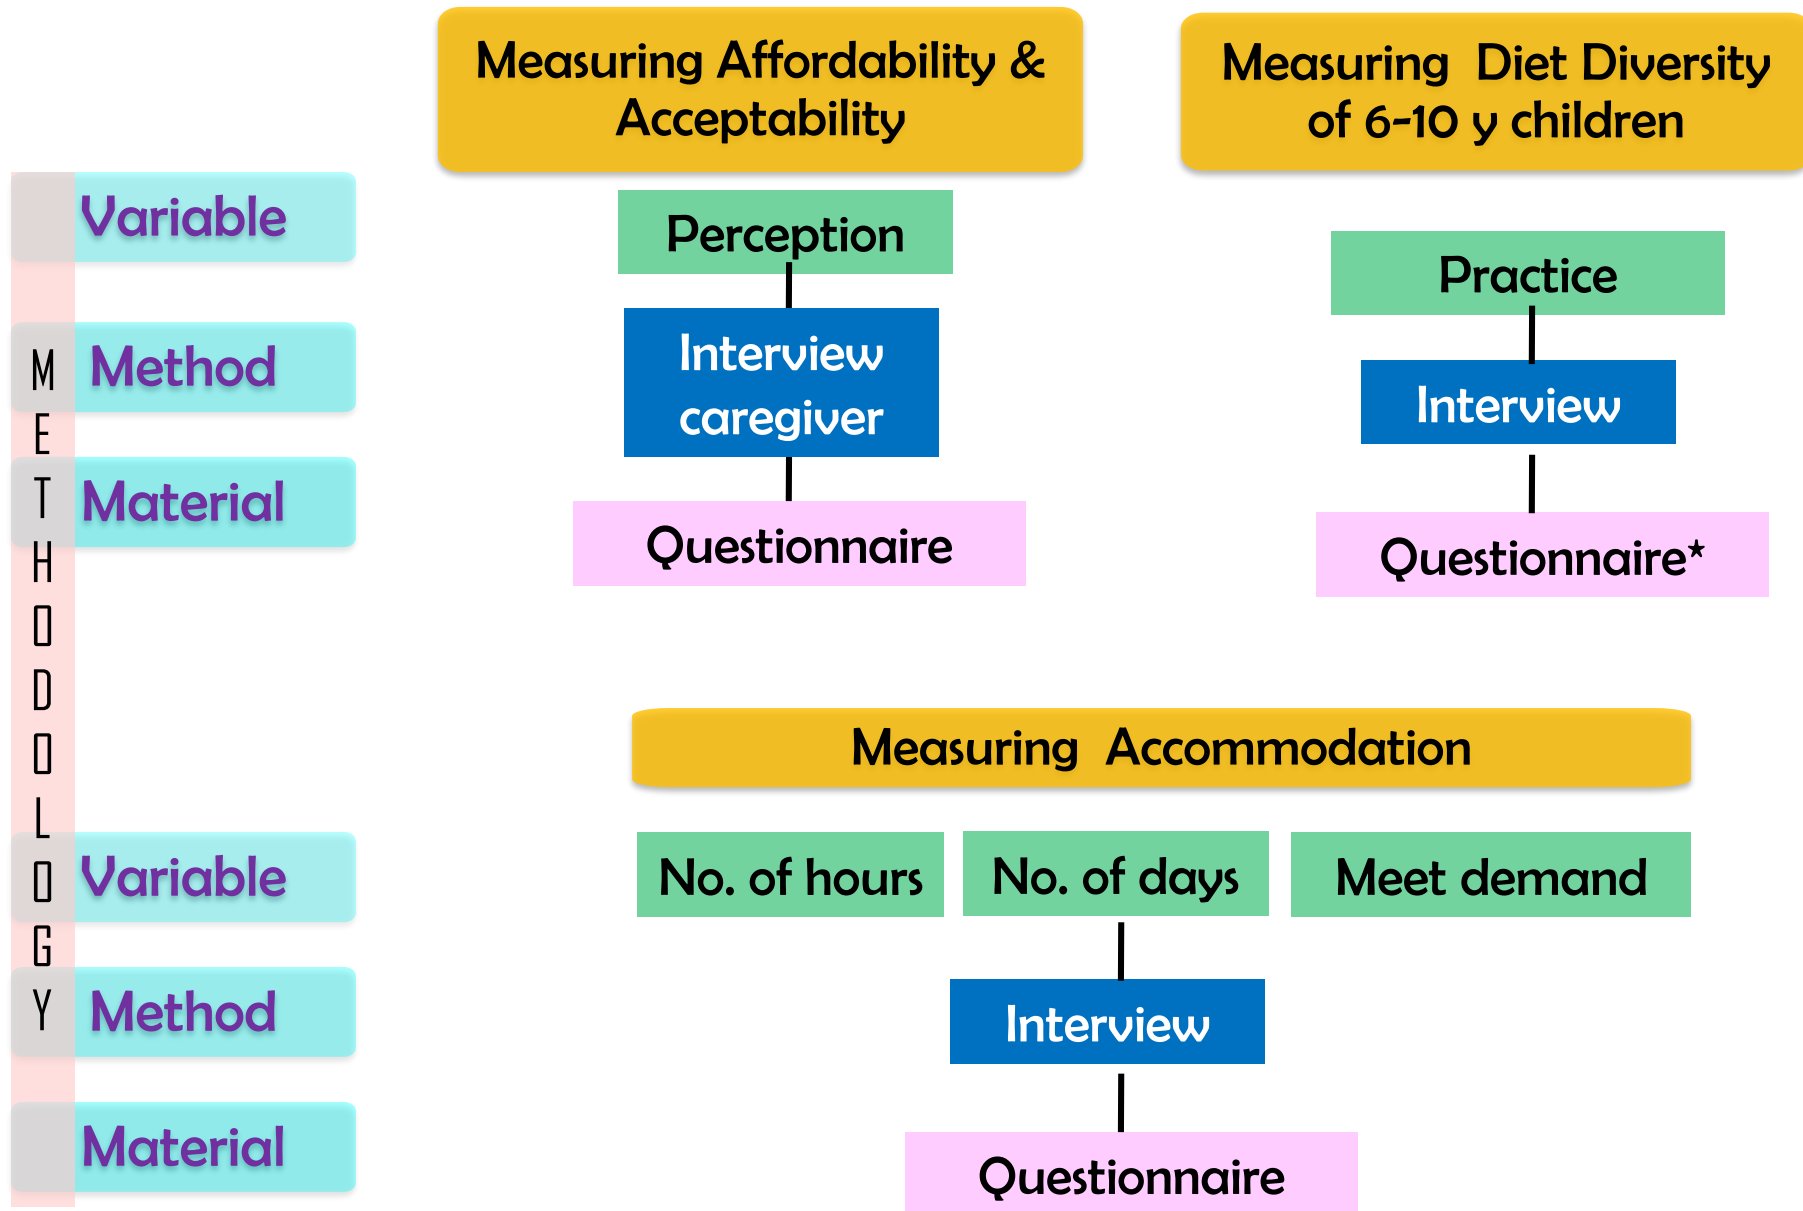 METHODOLOGY
Measuring Affordability &
Acceptability
Measuring Diet Diversity
of 6-10 y children
Variable
Perception
Practice
Method
Interview
caregiver
Interview
Material
Questionnaire
Questionnaire*
Measuring Accommodation
Variable
No. of hours
No. of days
Meet demand
Method
Interview
Material
Questionnaire